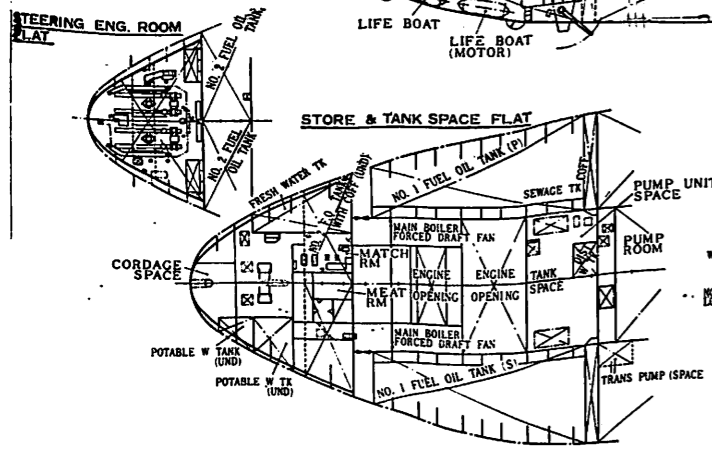 STEERING ENG. ROOM
FLAT
NO. 2 FUEL OIL
TANK
NO. 2 FUEL
OIL TANK
LIFE BOAT
LIFE BOAT
(MOTOR)
STORE & TANK SPACE FLAT
FRESH WATER TK
NO. 1 FUEL OIL TANK (P)
SEWAGE TK
COFF
PUMP UNIT
SPACE
MAIN BOILER
FORCED DRAFT FAN
PUMP
ROOM
MATCH
RM
CORDAGE
SPACE
ENGINE
OPENING
ENGINE
OPENING
TANK
SPACE
MEAT
RM
MAIN BOILER
FORCED DRAFT FAN
POTABLE W TANK
(UND)
POTABLE W TK
(UND)
NO. 1 FUEL OIL TANK (S)
TRANS PUMP (SPACE